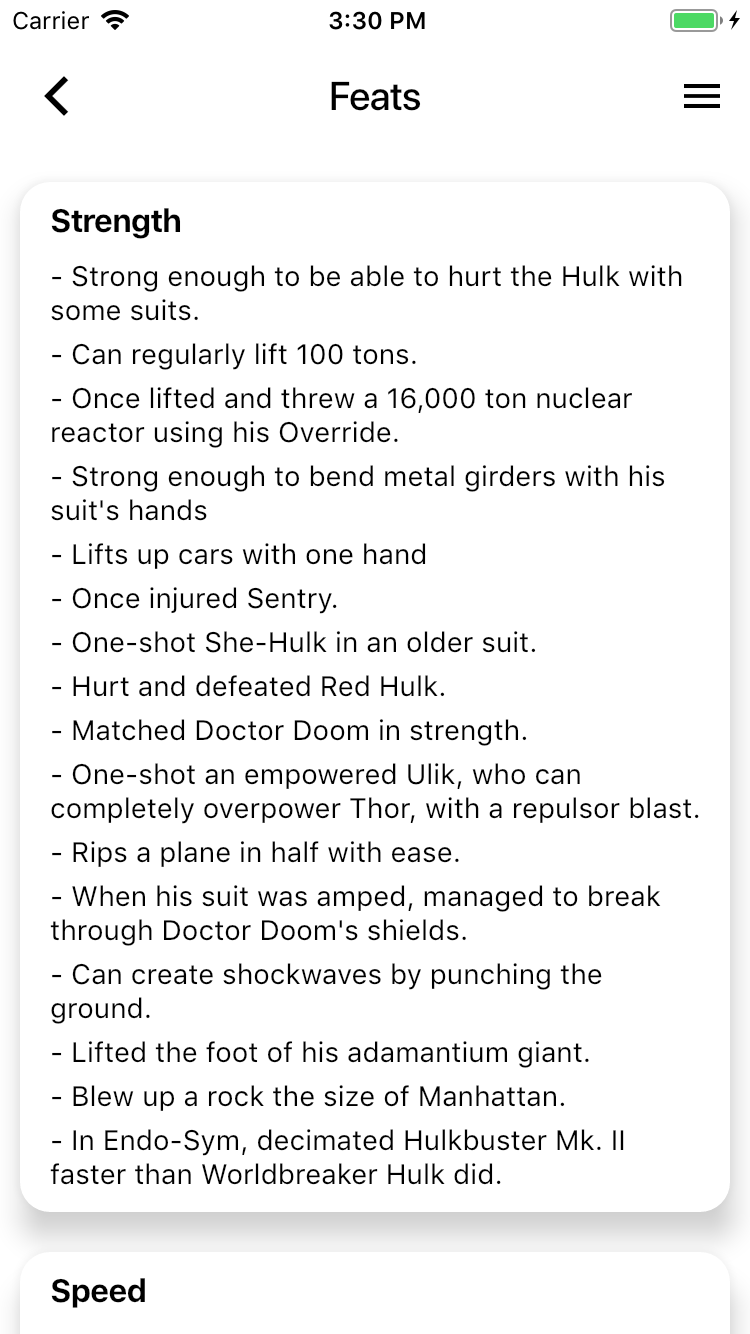 Carrier 3:30 PM
Feats
Strength
- Strong enough to be able to hurt the Hulk with
some suits.
- Can regularly lift 100 tons.
- Once lifted and threw a 16,000 ton nuclear
reactor using his Override.
- Strong enough to bend metal girders with his
suit's hands
- Lifts up cars with one hand
- Once injured Sentry.
- One-shot She-Hulk in an older suit.
- Hurt and defeated Red Hulk.
- Matched Doctor Doom in strength.
- One-shot an empowered Ulik, who can
completely overpower Thor, with a repulsor blast.
- Rips a plane in half with ease.
- When his suit was amped, managed to break
through Doctor Doom's shields.
- Can create shockwaves by punching the
ground.
- Lifted the foot of his adamantium giant.
- Blew up a rock the size of Manhattan.
- In Endo-Sym, decimated Hulkbuster Mk. II
faster than Worldbreaker Hulk did.
Speed